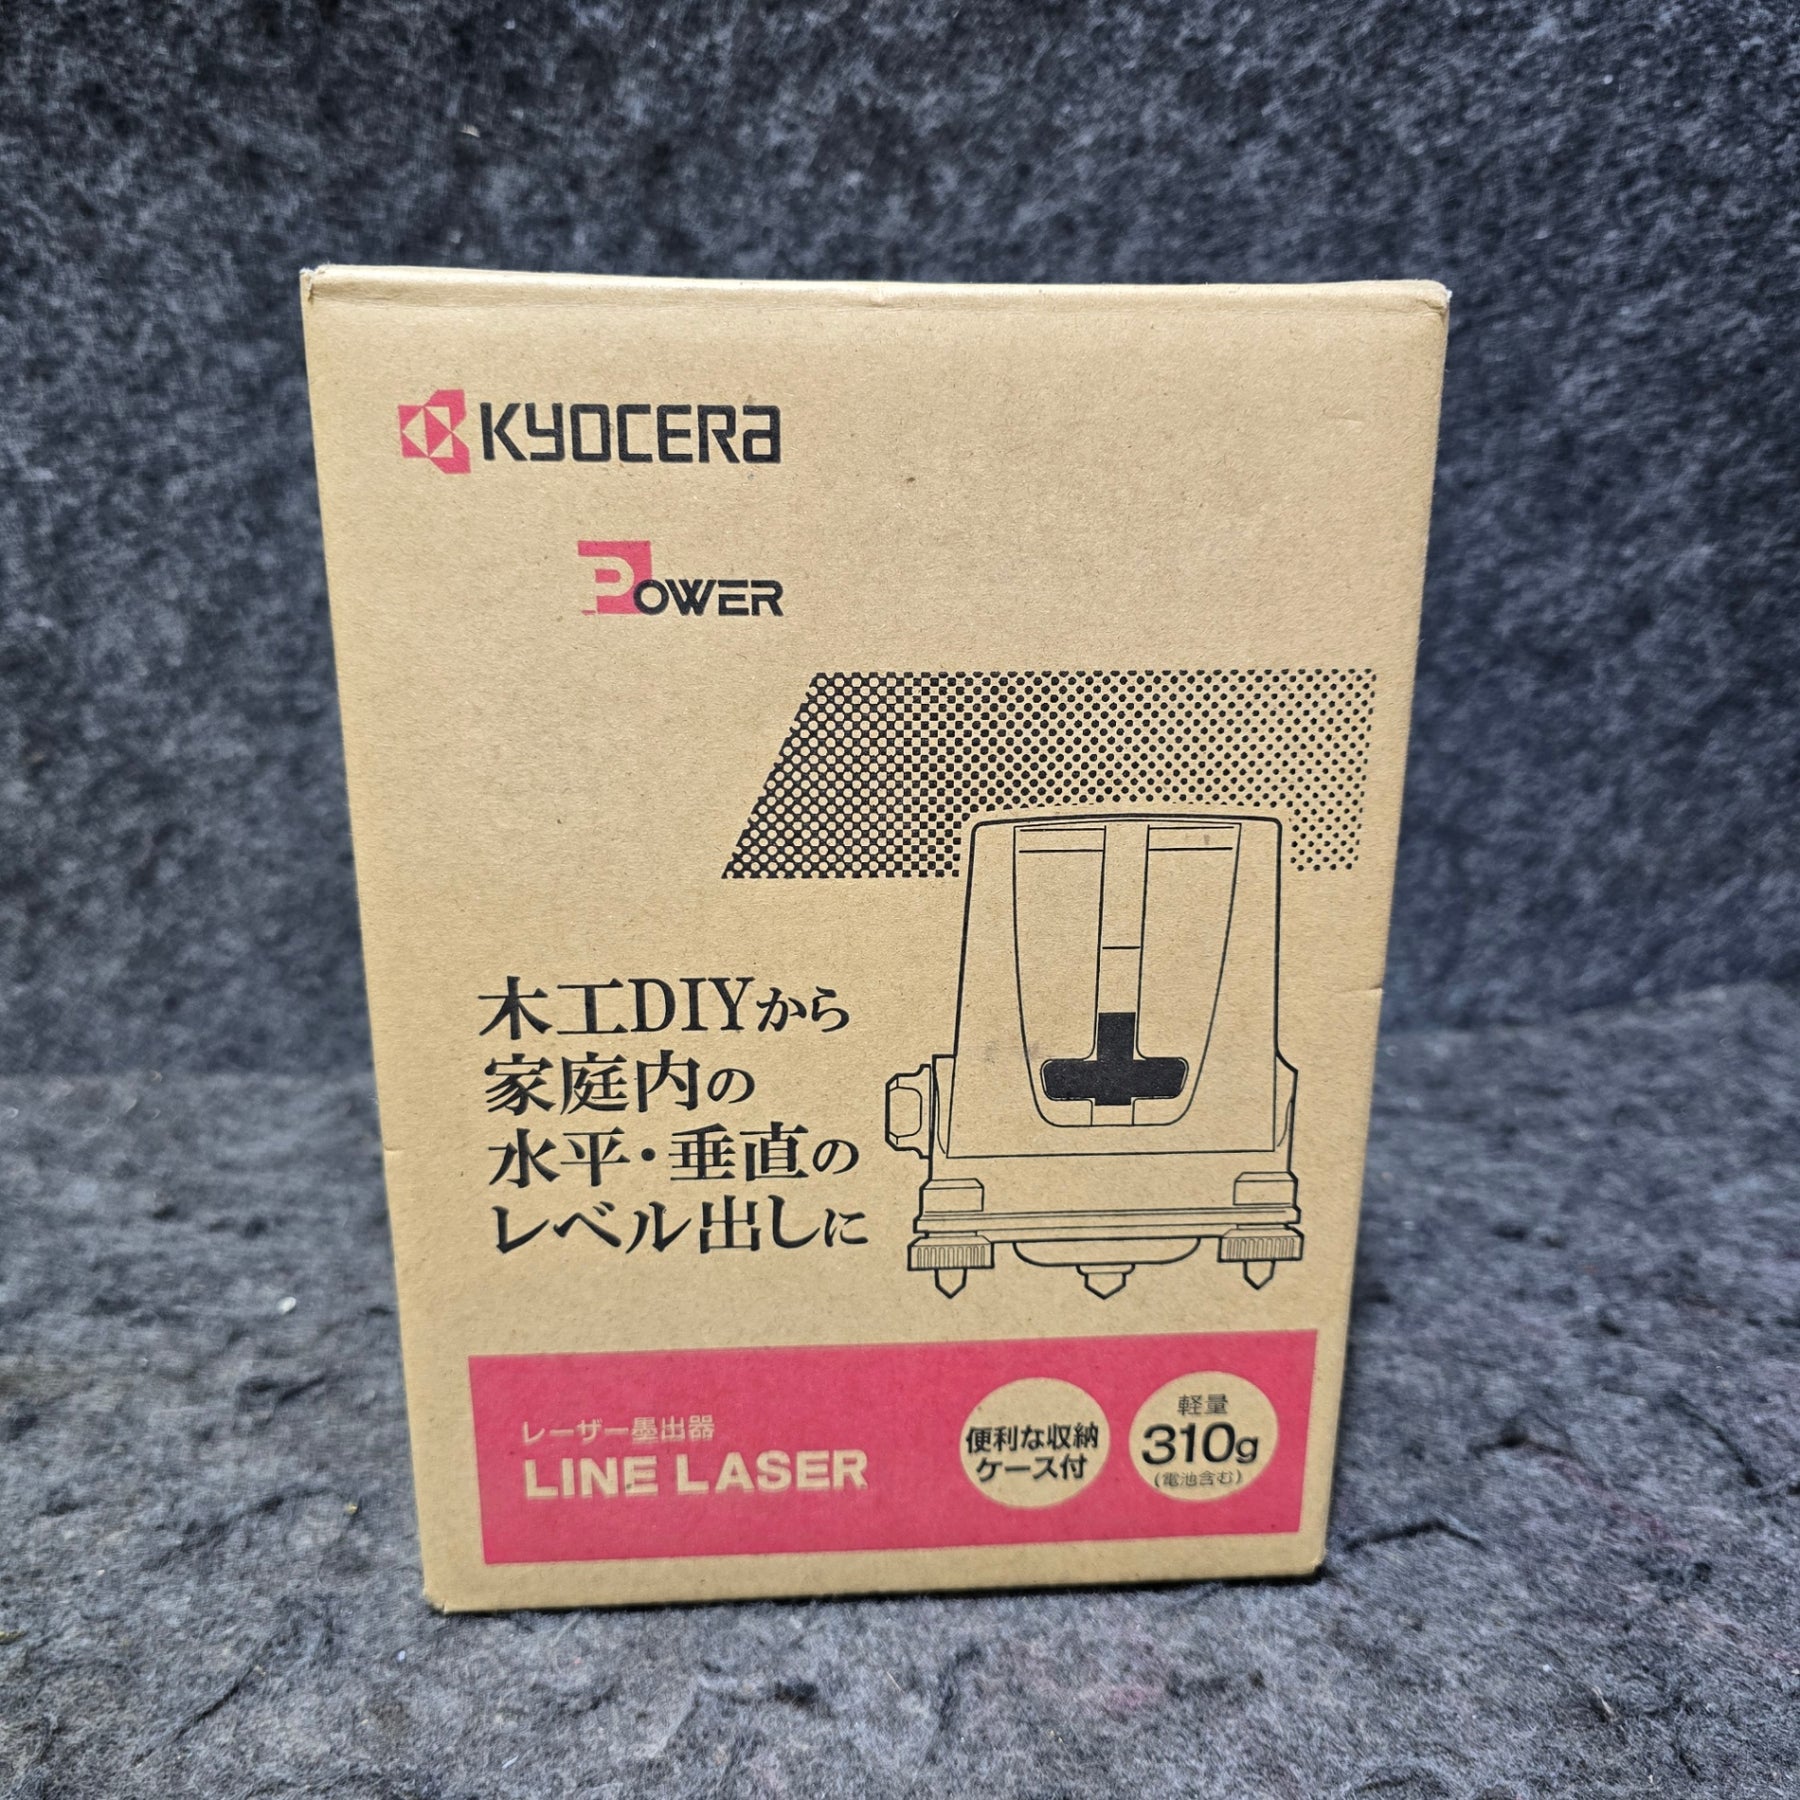 KYOCERA
POWER
木工DIYから
家庭内の
水平・垂直の
レベル出しに
レーザー墨出器
LINE LASER
便利な収納
ケース付
軽量
310g
(電池含む)